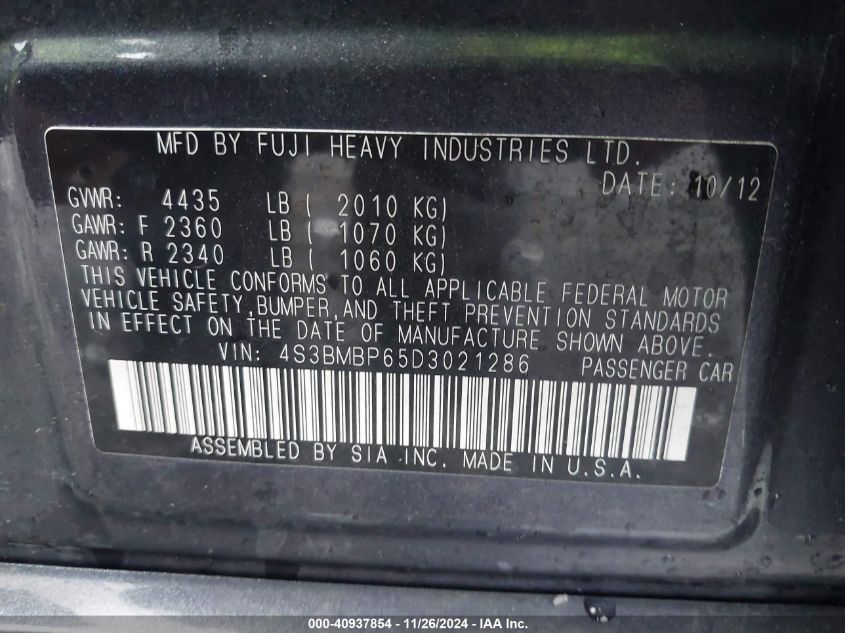 MFD BY FUJI HEAVY INDUSTRIES LTD.
DATE: 10/12
GVWR: 4435 LB ( 2010 KG)
GAWR: F 2360 LB ( 1070 KG)
GAWR: R 2340 LB ( 1060 KG)
THIS VEHICLE CONFORMS TO ALL APPLICABLE FEDERAL MOTOR
VEHICLE SAFETY, BUMPER, AND THEFT PREVENTION STANDARDS
IN EFFECT ON THE DATE OF MANUFACTURE SHOWN ABOVE.
VIN: 4S3BMBP65D3021286 PASSENGER CAR
ASSEMBLED BY SIA INC. MADE IN U.S.A.
000-40937854 - 11/26/2024 - IAA Inc.